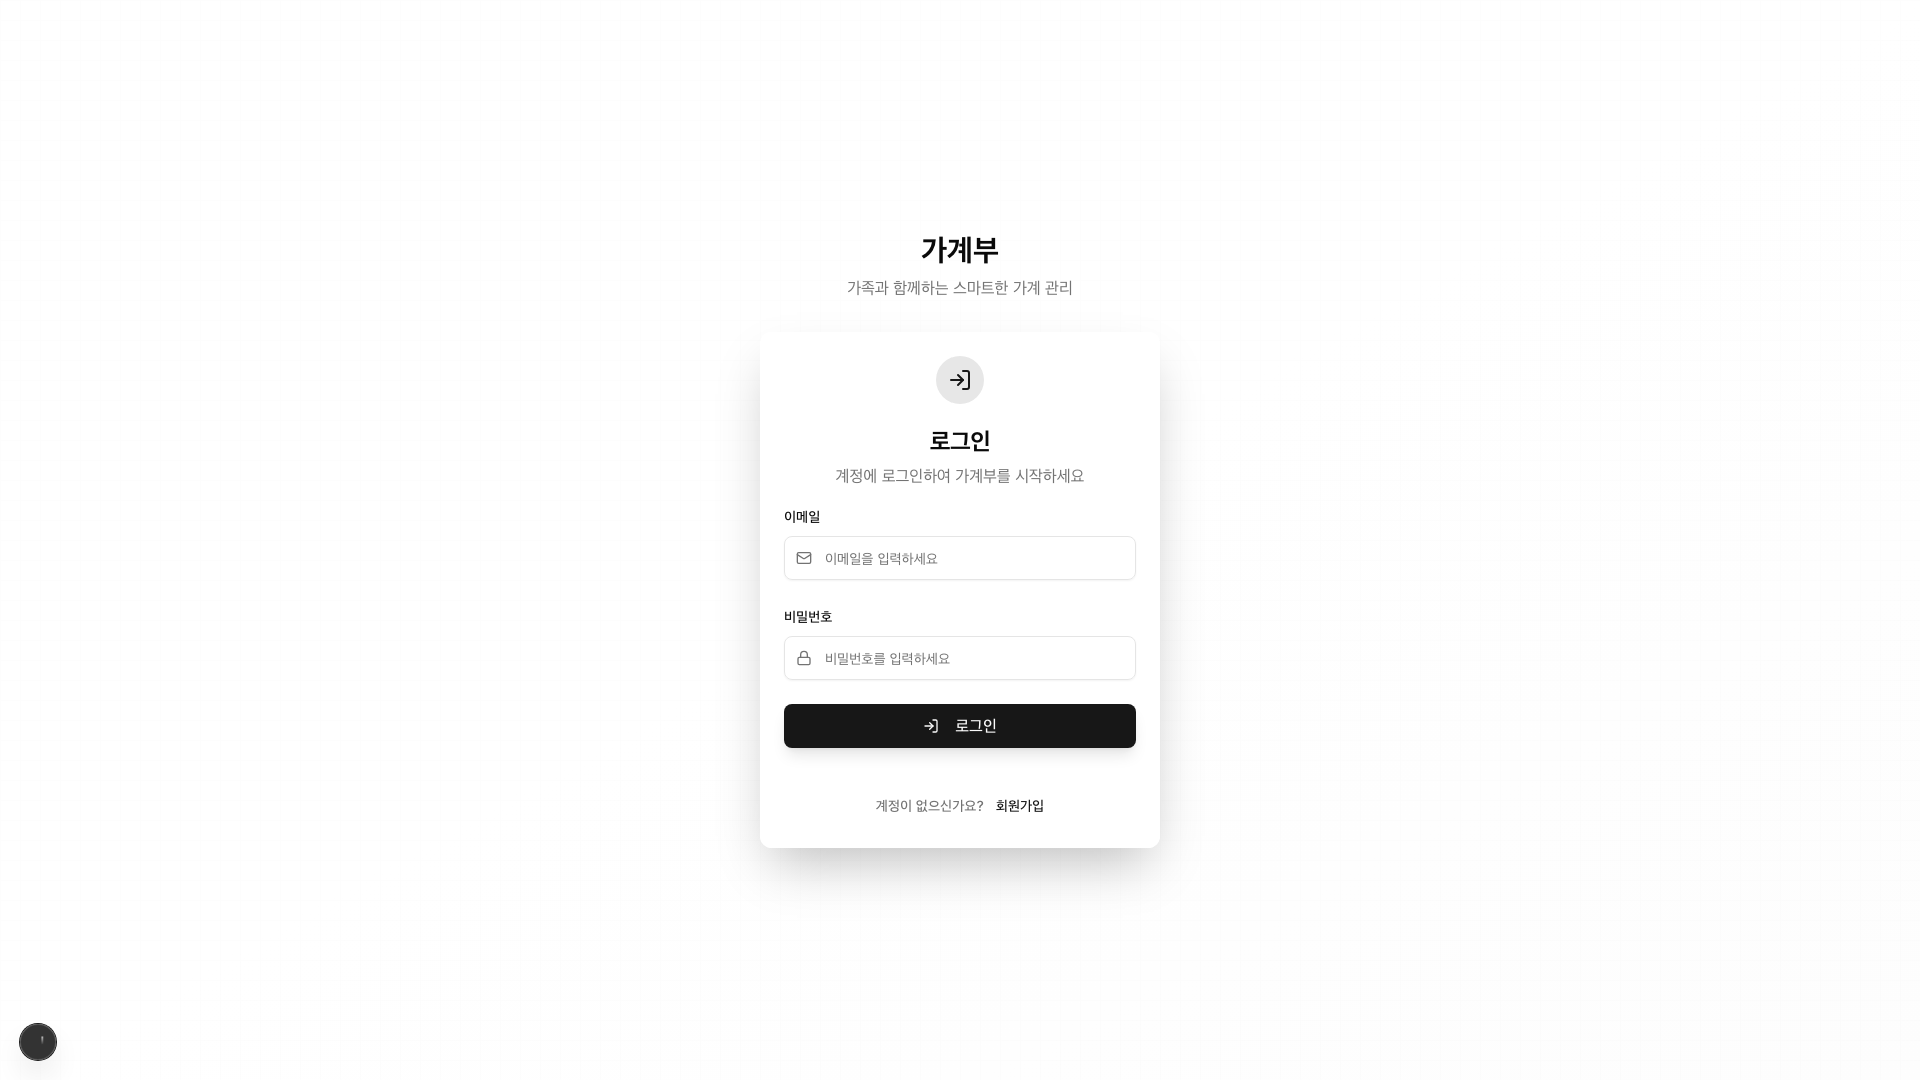 가계부
가족과 함께하는 스마트한 가계 관리
로그인
계정에 로그인하여 가계부를 시작하세요
이메일
이메일을 입력하세요
비밀번호
비밀번호를 입력하세요
로그인
계정이 없으신가요? 회원가입